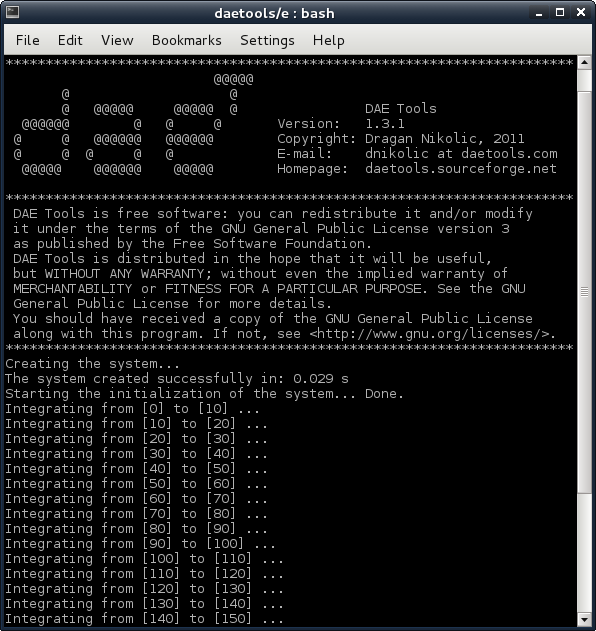 daetools/e : bash
File Edit View Bookmarks Settings Help
***********************************************************************
                          @@@@@
       @                    @
       @   @@@@@     @@@@@  @                DAE Tools
  @@@@@@        @   @     @       Version:   1.3.1
 @     @   @@@@@@   @@@@@@        Copyright: Dragan Nikolic, 2011
 @     @  @     @   @             E-mail:    dnikolic at daetools.com
  @@@@@    @@@@@@    @@@@@        Homepage:  daetools.sourceforge.net
***********************************************************************
 DAE Tools is free software: you can redistribute it and/or modify
 it under the terms of the GNU General Public License version 3
 as published by the Free Software Foundation.
 DAE Tools is distributed in the hope that it will be useful,
 but WITHOUT ANY WARRANTY; without even the implied warranty of
 MERCHANTABILITY or FITNESS FOR A PARTICULAR PURPOSE. See the GNU
 General Public License for more details.
 You should have received a copy of the GNU General Public License
 along with this program. If not, see <http://www.gnu.org/licenses/>.
***********************************************************************
Creating the system...
The system created successfully in: 0.029 s
Starting the initialization of the system... Done.
Integrating from [0] to [10] ...
Integrating from [10] to [20] ...
Integrating from [20] to [30] ...
Integrating from [30] to [40] ...
Integrating from [40] to [50] ...
Integrating from [50] to [60] ...
Integrating from [60] to [70] ...
Integrating from [70] to [80] ...
Integrating from [80] to [90] ...
Integrating from [90] to [100] ...
Integrating from [100] to [110] ...
Integrating from [110] to [120] ...
Integrating from [120] to [130] ...
Integrating from [130] to [140] ...
Integrating from [140] to [150] ...